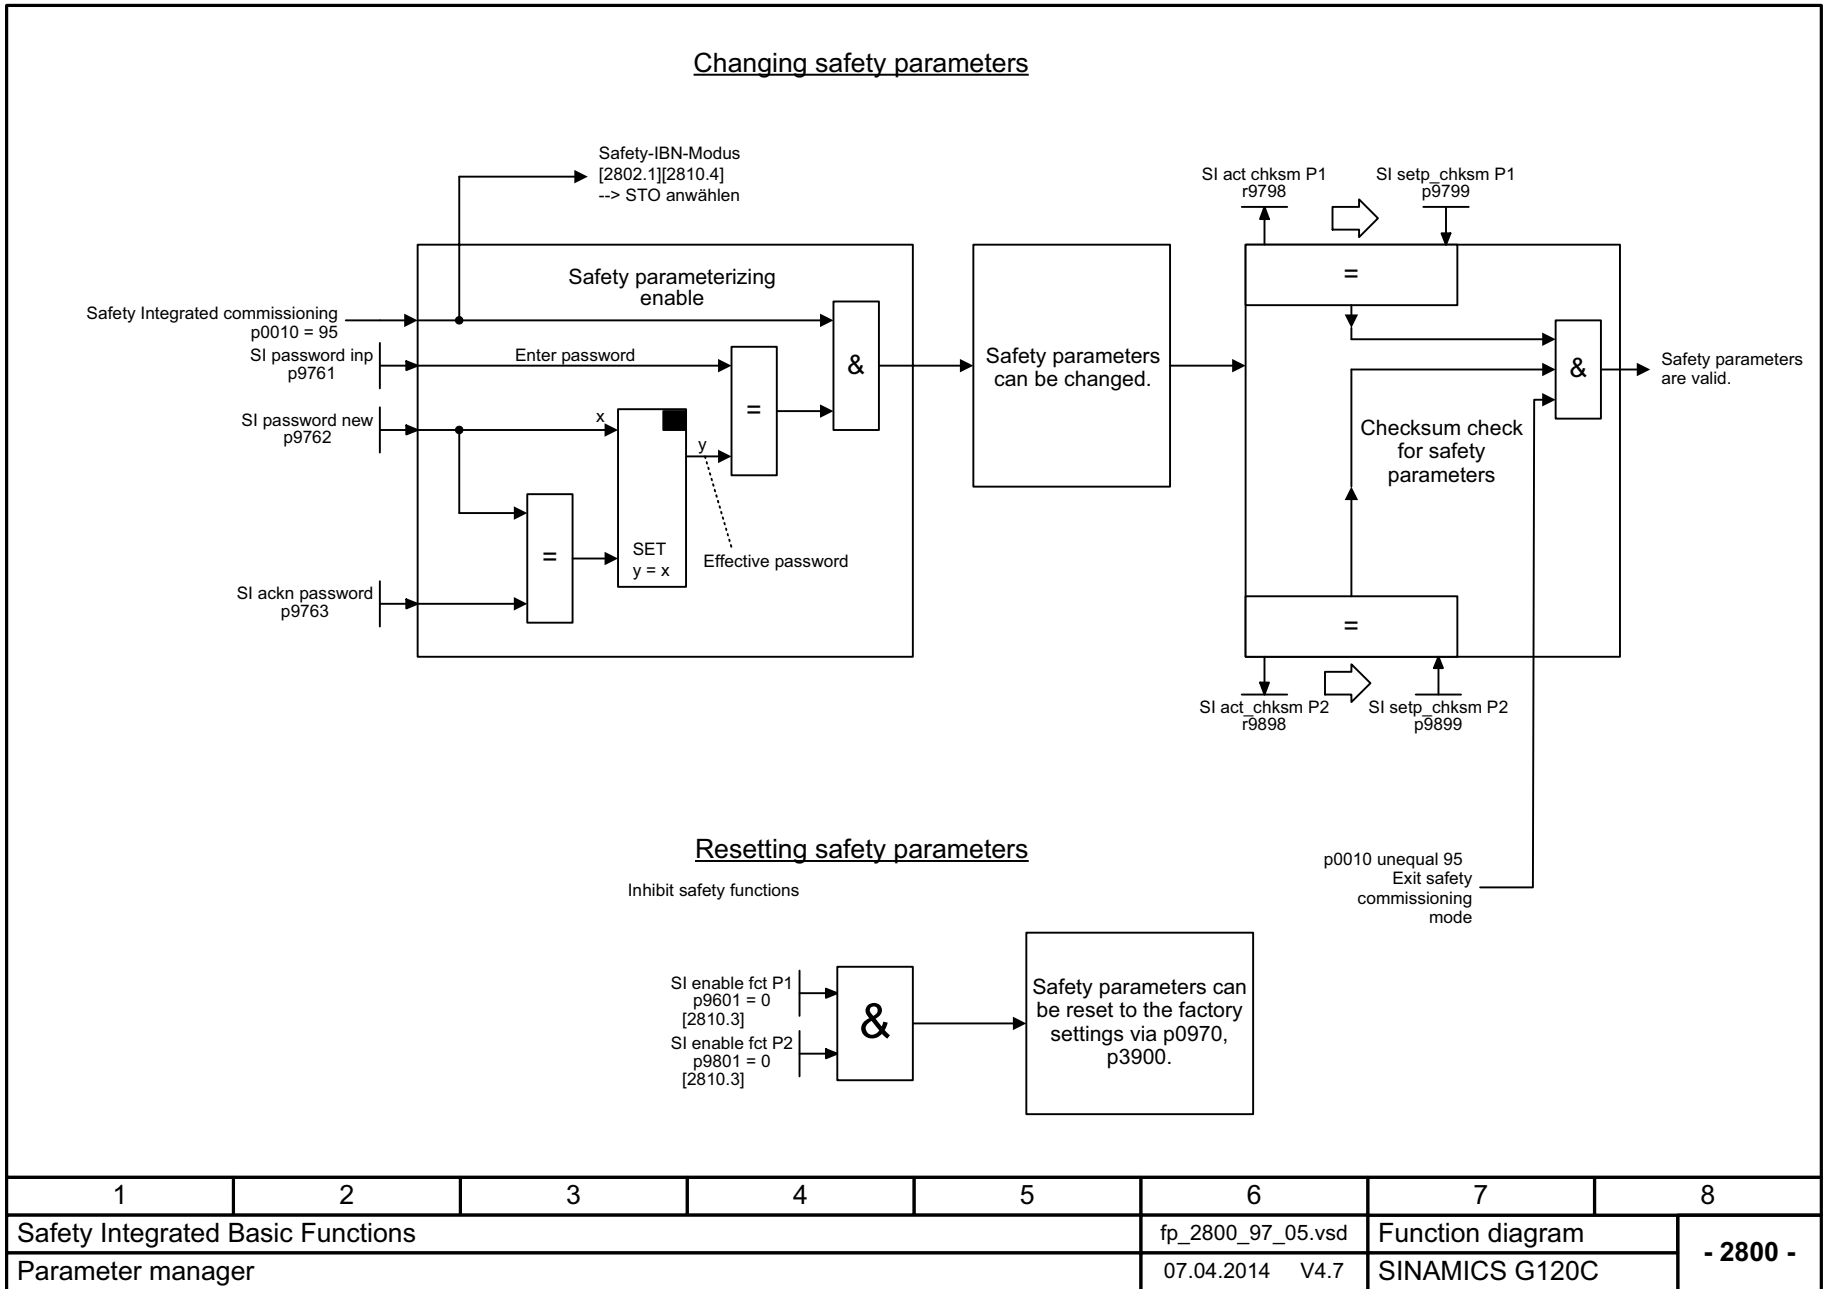 Changing safety parameters
Safety-IBN-Modus
[2802.1][2810.4]
--> STO anwählen
SI act chksm P1
r9798
SI setp_chksm P1
p9799
Safety parameterizing
enable
=
Safety Integrated commissioning
p0010 = 95
SI password inp
p9761
Enter password
&
Safety parameters
can be changed.
&
Safety parameters
are valid.
SI password new
p9762
x
=
y
Checksum check
for safety
parameters
=
SET
y = x
Effective password
SI ackn password
p9763
=
SI act_chksm P2
r9898
SI setp_chksm P2
p9899
Resetting safety parameters
Inhibit safety functions
p0010 unequal 95
Exit safety
commissioning
mode
SI enable fct P1
p9601 = 0
[2810.3]
SI enable fct P2
p9801 = 0
[2810.3]
&
Safety parameters can
be reset to the factory
settings via p0970,
p3900.
1 2 3 4 5 6 7 8
Safety Integrated Basic Functions
fp_2800_97_05.vsd
Function diagram
- 2800 -
Parameter manager
07.04.2014 V4.7
SINAMICS G120C